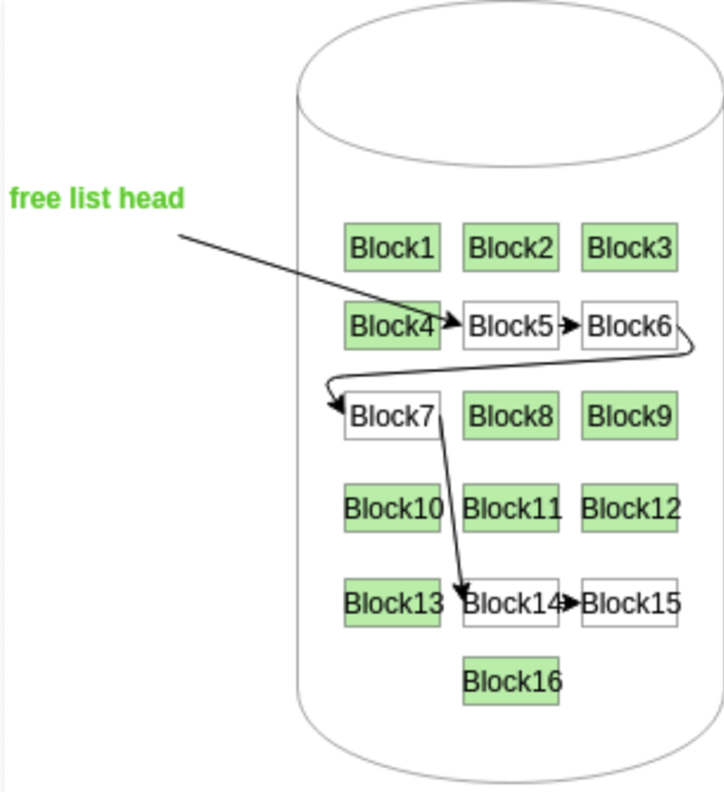 free list head
Block1 Block2 Block3
Block4 Block5 Block6
Block7 Block8 Block9
Block10 Block11 Block12
Block13 Block14 Block15
Block16